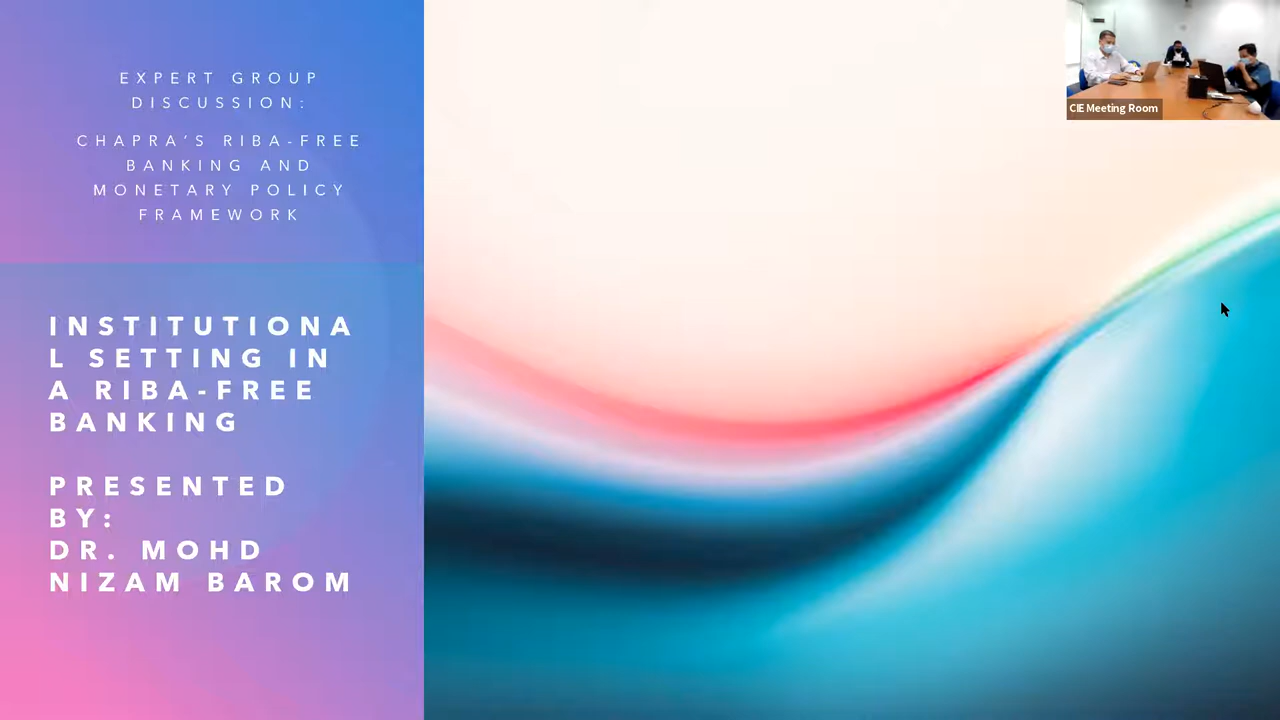 EXPERT GROUP
DISCUSSION:
CHAPRA’S RIBA-FREE
BANKING AND
MONETARY POLICY
FRAMEWORK
INSTITUTIONA
L SETTING IN
A RIBA-FREE
BANKING
PRESENTED
BY:
DR. MOHD
NIZAM BAROM
CIE Meeting Room